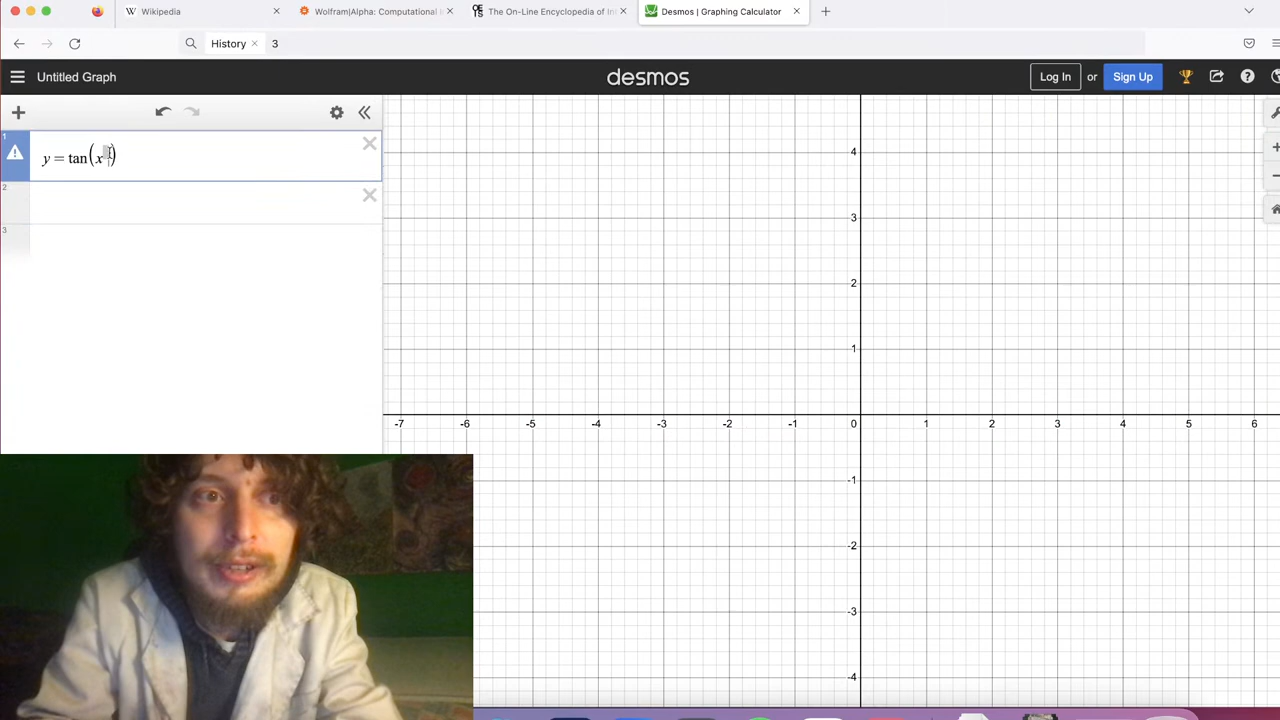 Wikipedia
Wolfram|Alpha: Computational I
The On-Line Encyclopedia of In
Desmos | Graphing Calculator
History 3
Untitled Graph
desmos
Log In or Sign Up
1
y = tan(x)
2
3
4
3
2
1
-7 -6 -5 -4 -3 -2 -1 0 1 2 3 4 5 6
-1
-2
-3
-4